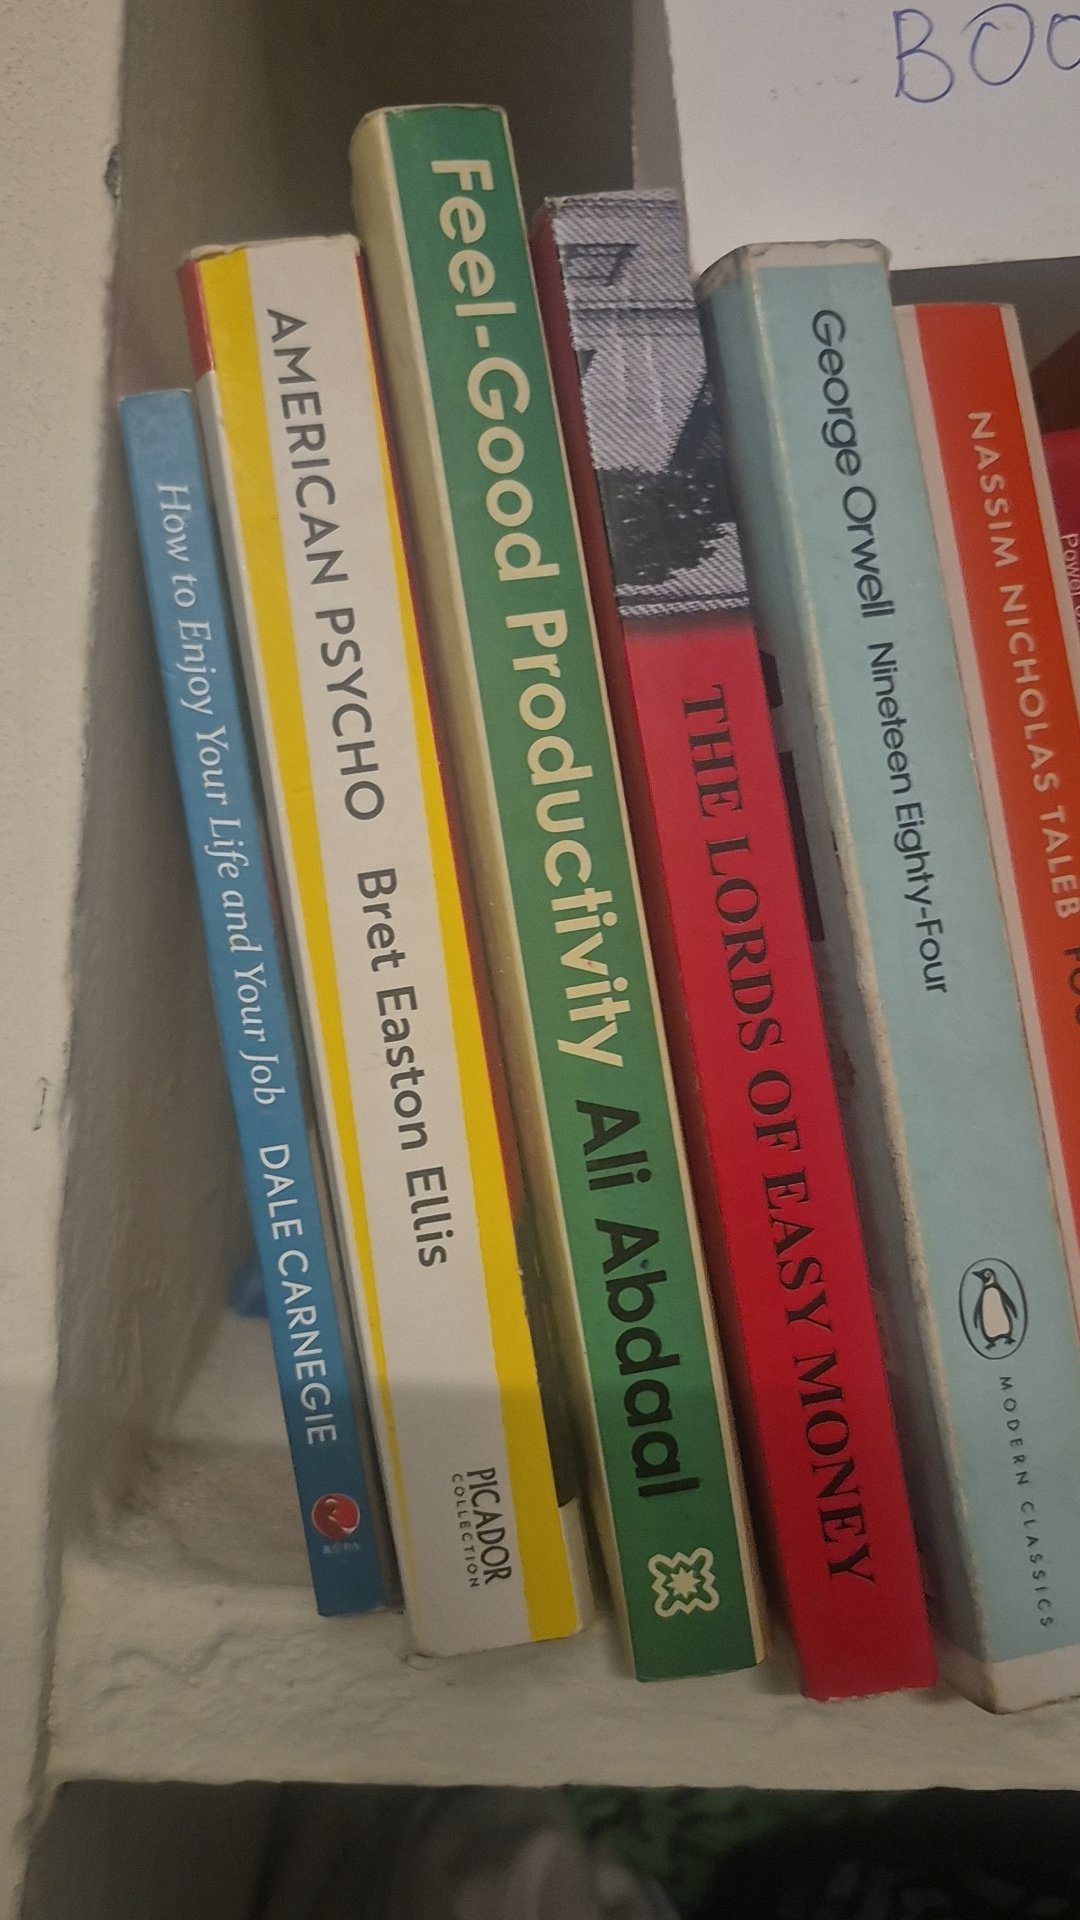 BOO
How to Enjoy Your Life and Your Job DALE CARNEGIE
AMERICAN PSYCHO Bret Easton Ellis PICADOR
COLLECTION
Feel-Good Productivity Ali Abdaal
THE LORDS OF EASY MONEY
George Orwell Nineteen Eighty-Four MODERN CLASSICS
NASSIM NICHOLAS TALEB